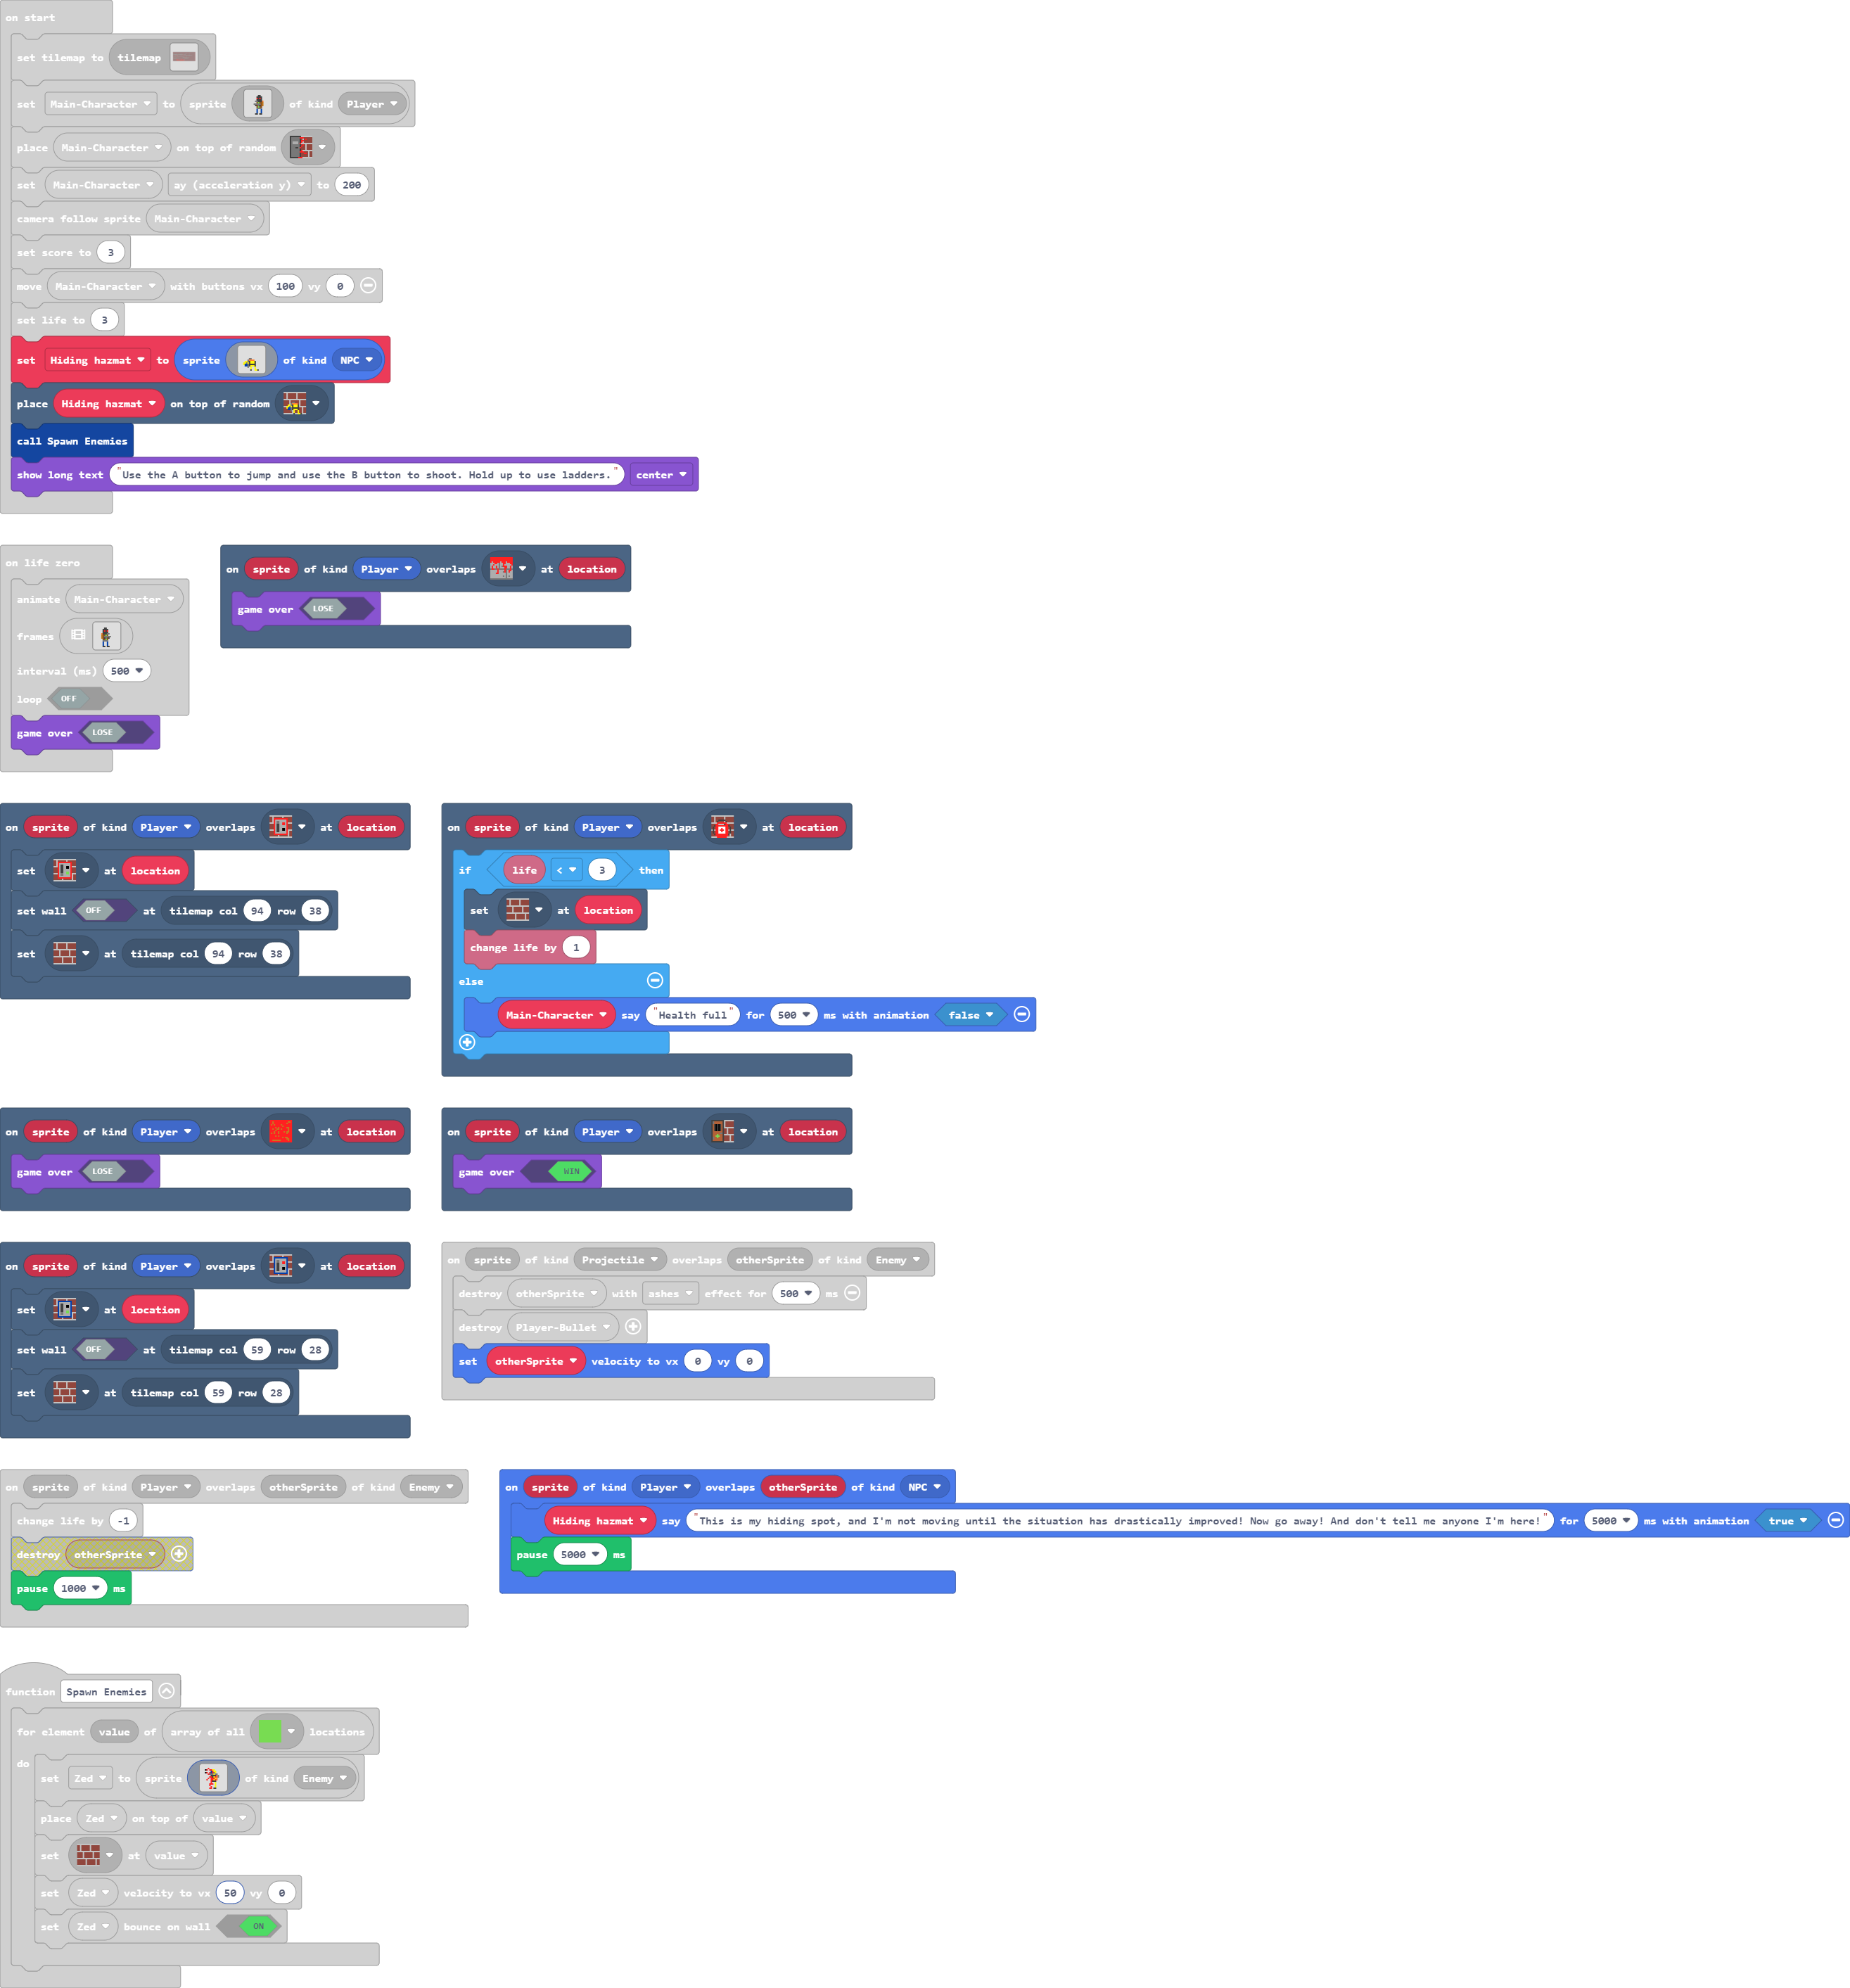 on start
set tilemap to tilemap
set Main-Character to sprite of kind Player
place Main-Character on top of random
set Main-Character ay (acceleration y) to 200
camera follow sprite Main-Character
set score to 3
move Main-Character with buttons vx 100 vy 0
set life to 3
set Hiding hazmat to sprite of kind NPC
place Hiding hazmat on top of random
call Spawn Enemies
show long text "Use the A button to jump and use the B button to shoot. Hold up to use ladders." center
on life zero
animate Main-Character
frames
interval (ms) 500
loop OFF
game over LOSE
on sprite of kind Player overlaps at location
game over LOSE
on sprite of kind Player overlaps at location
set at location
set wall OFF at tilemap col 94 row 38
set at tilemap col 94 row 38
on sprite of kind Player overlaps at location
if life < 3 then
set at location
change life by 1
else
Main-Character say "Health full" for 500 ms with animation false
on sprite of kind Player overlaps at location
game over LOSE
on sprite of kind Player overlaps at location
game over WIN
on sprite of kind Player overlaps at location
set at location
set wall OFF at tilemap col 59 row 28
set at tilemap col 59 row 28
on sprite of kind Projectile overlaps otherSprite of kind Enemy
destroy otherSprite with ashes effect for 500 ms
destroy Player-Bullet
set otherSprite velocity to vx 0 vy 0
on sprite of kind Player overlaps otherSprite of kind Enemy
change life by -1
destroy otherSprite
pause 1000 ms
on sprite of kind Player overlaps otherSprite of kind NPC
Hiding hazmat say "This is my hiding spot, and I'm not moving until the situation has drastically improved! Now go away! And don't tell me anyone I'm here!" for 5000 ms with animation true
pause 5000 ms
function Spawn Enemies
for element value of array of all locations
do
set Zed to sprite of kind Enemy
place Zed on top of value
set at value
set Zed velocity to vx 50 vy 0
set Zed bounce on wall ON